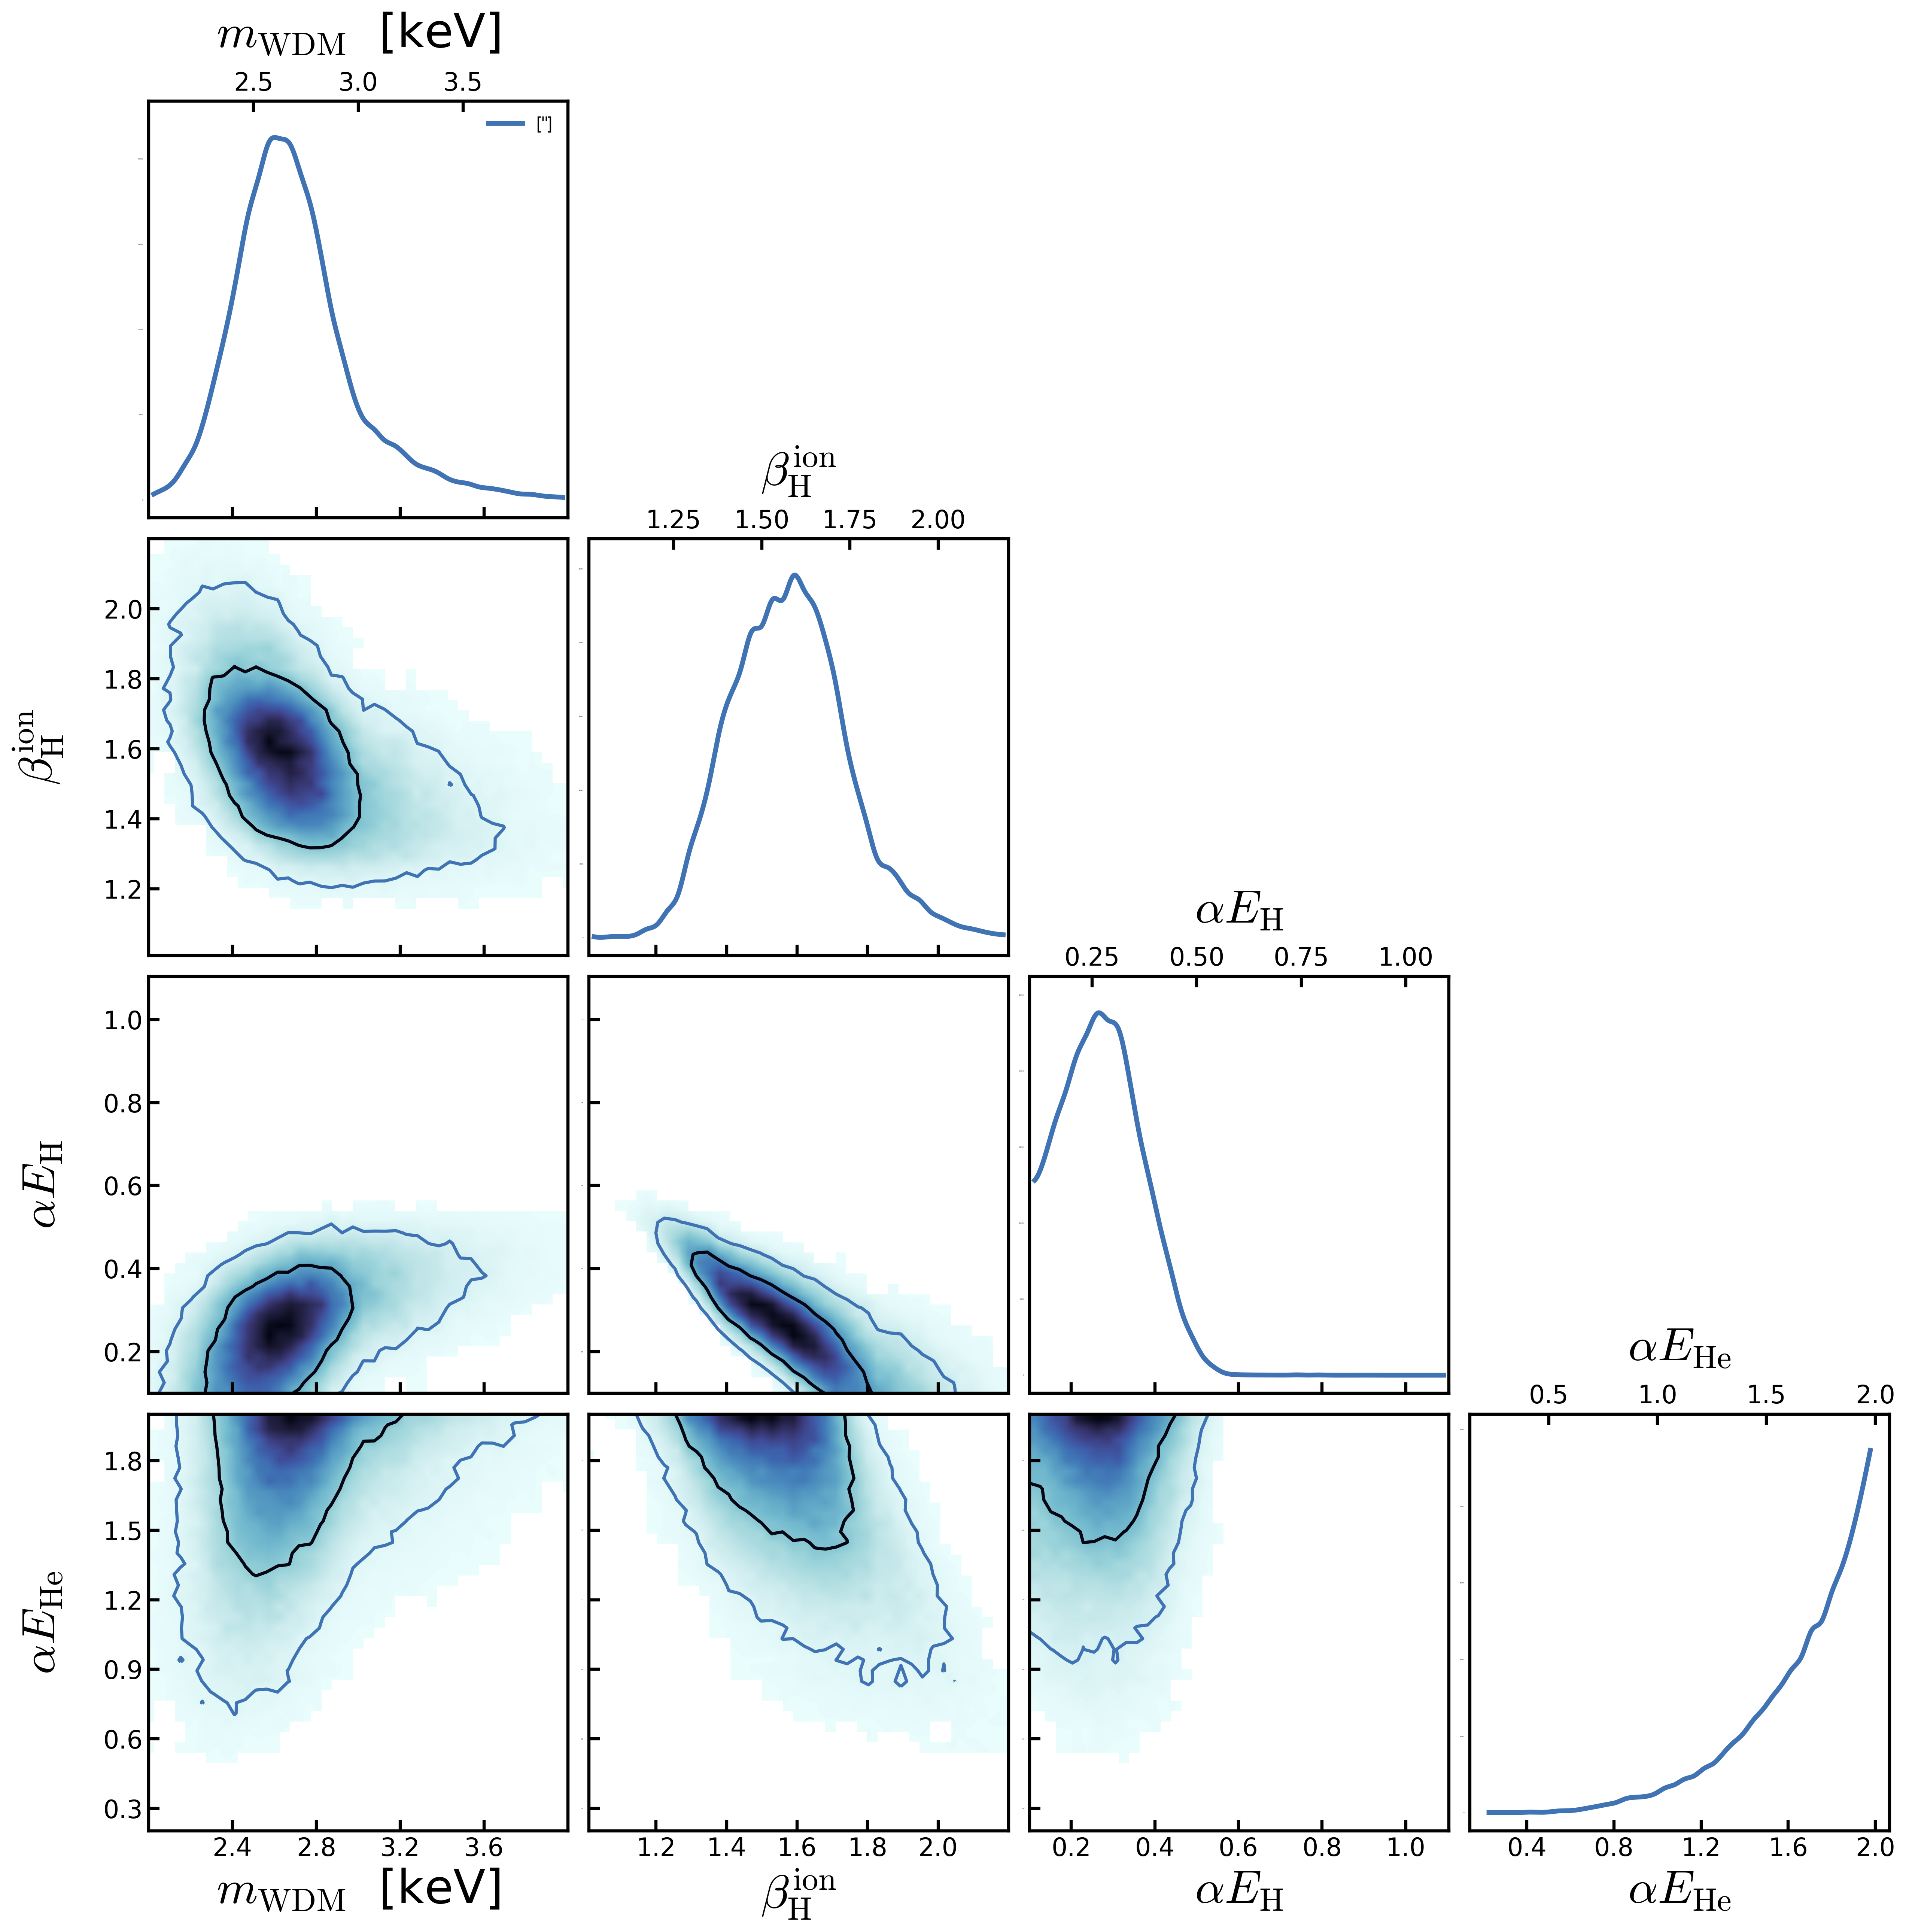 m_WDM [keV]
2.5 3.0 3.5
['']
β_H^ion
1.25 1.50 1.75 2.00
β_H^ion
2.0
1.8
1.6
1.4
1.2
αE_H
0.25 0.50 0.75 1.00
αE_H
1.0
0.8
0.6
0.4
0.2
αE_He
0.5 1.0 1.5 2.0
αE_He
1.8
1.5
1.2
0.9
0.6
0.3
2.4 2.8 3.2 3.6
1.2 1.4 1.6 1.8 2.0
0.2 0.4 0.6 0.8 1.0
0.4 0.8 1.2 1.6 2.0
m_WDM [keV]
β_H^ion
αE_H
αE_He